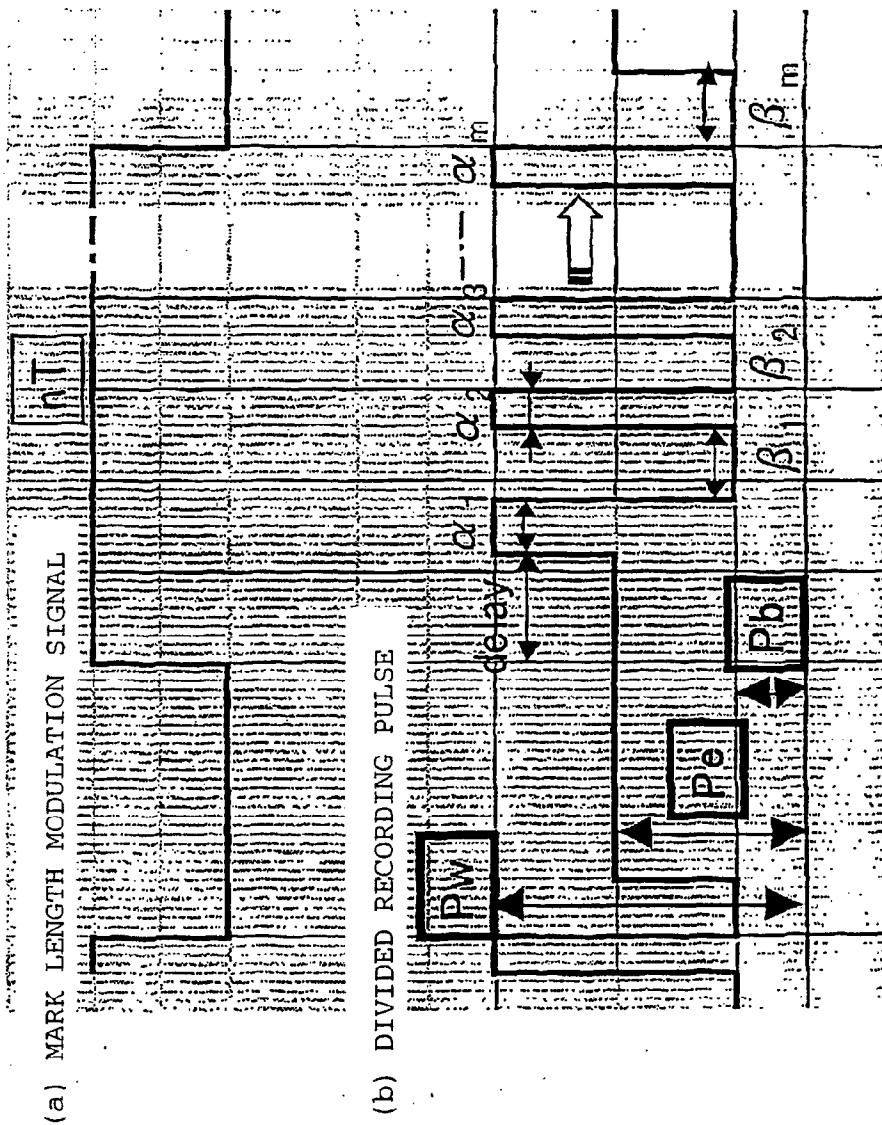 (a) MARK LENGTH MODULATION SIGNAL
nT
(b) DIVIDED RECORDING PULSE
Pw
Pe
Pb
delay
α1
α2
α3
αm
β1
β2
βm